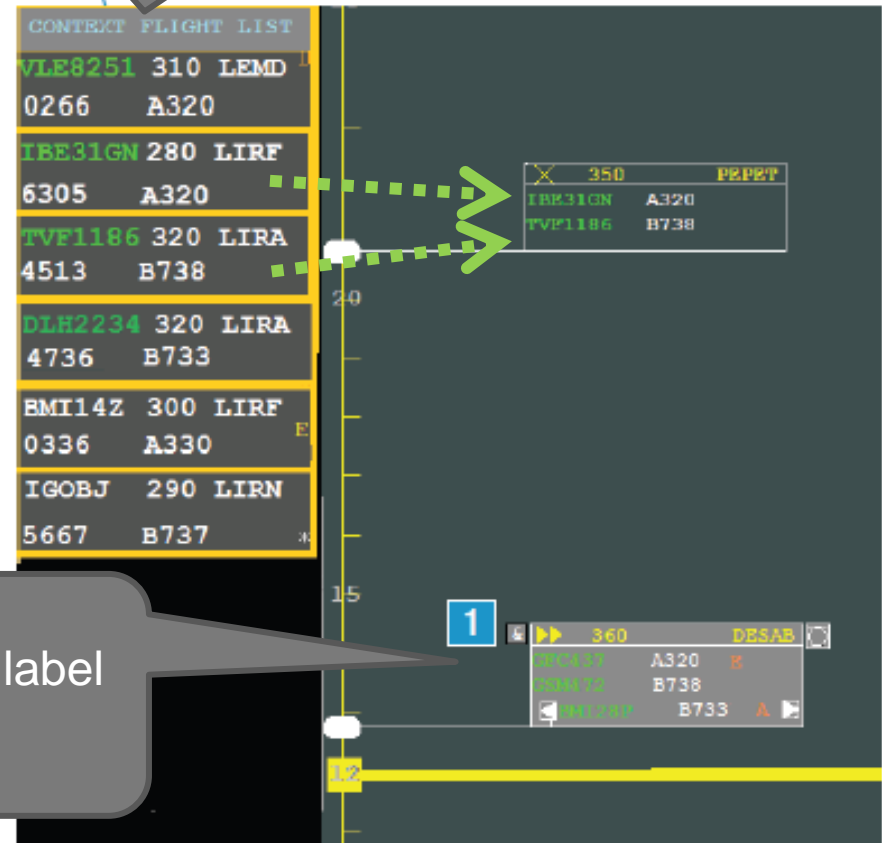 CONTEXT FLIGHT LIST
VLE8251 310 LEMD
0266 A320
IBE31GN 280 LIRF
6305 A320
TVF1186 320 LIRA
4513 B738
DLH2234 320 LIRA
4736 B733
BMI14Z 300 LIRF E
0336 A330
IGOBJ 290 LIRN
5667 B737 *
350 PEPET
IBE31GN A320
TVF1186 B738
20
15
1
360 DESAB
A320 E
B738
BMI28P B733 A
label
12